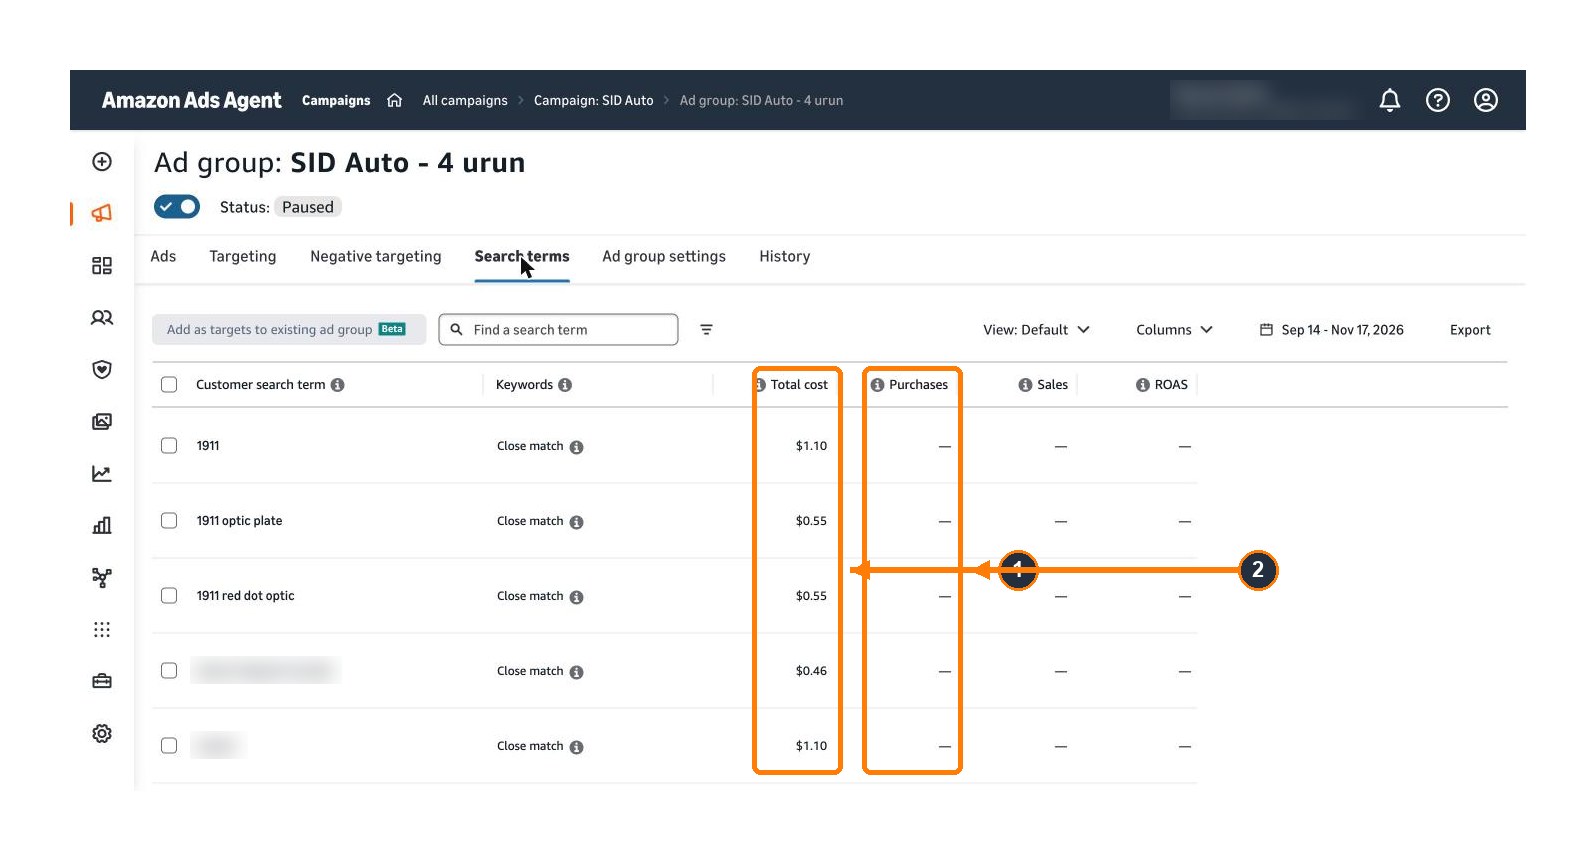 Amazon Ads Agent Campaigns All campaigns > Campaign: SID Auto > Ad group: SID Auto - 4 urun
Ad group: SID Auto - 4 urun
Status: Paused
Ads Targeting Negative targeting Search terms Ad group settings History
Add as targets to existing ad group Beta Find a search term View: Default Columns Sep 14 - Nov 17, 2026 Export
Customer search term Keywords Total cost Purchases Sales ROAS
1911 Close match $1.10 — — —
1911 optic plate Close match $0.55 — — —
1 2
1911 red dot optic Close match $0.55 — — —
Close match $0.46 — — —
Close match $1.10 — — —